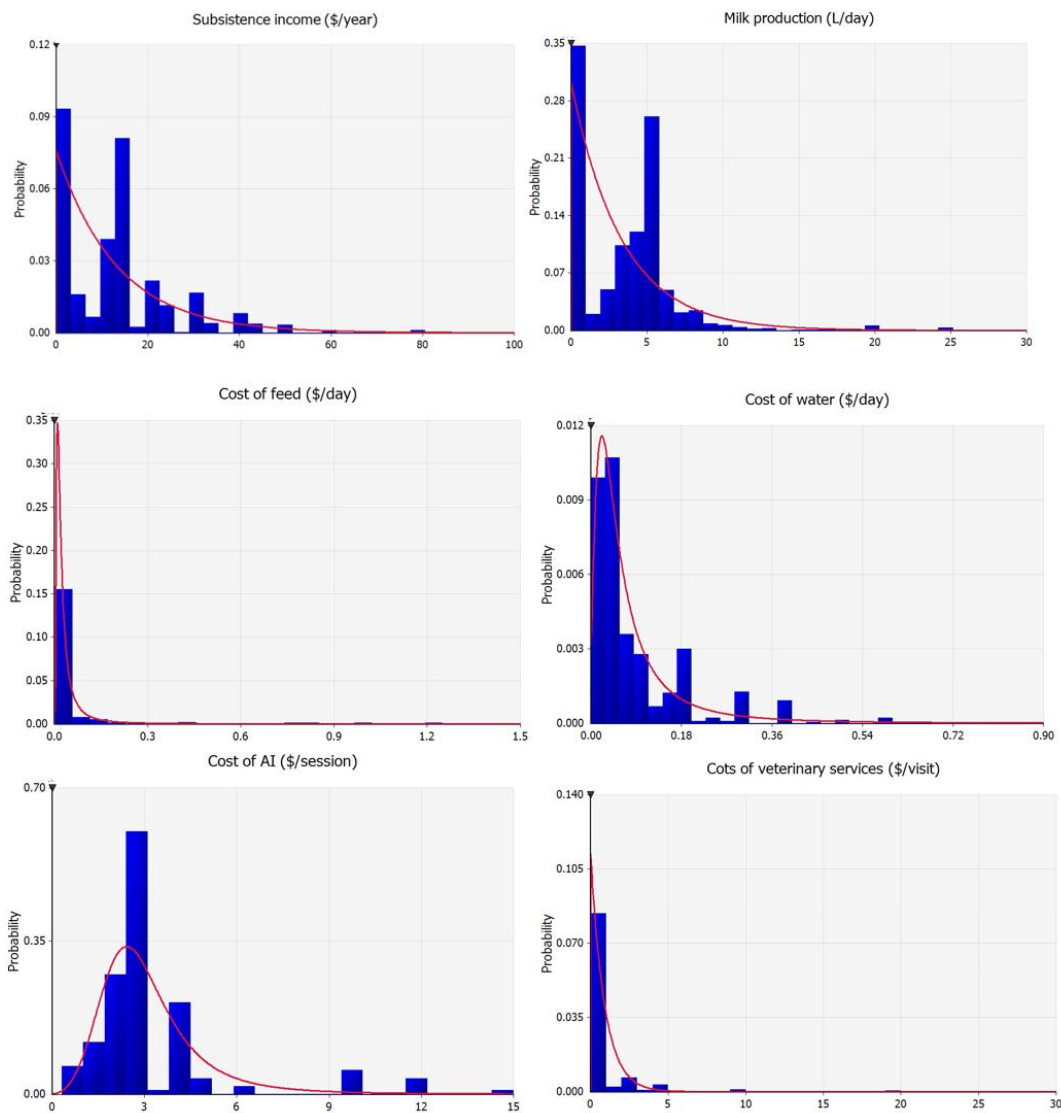 Subsistence income ($/year)
0.12
0.09
0.06
0.03
0.00
Probability
0 20 40 60 80 100
Milk production (L/day)
0.35
0.28
0.21
0.14
0.07
0.00
Probability
0 5 10 15 20 25 30
Cost of feed ($/day)
0.35
0.30
0.25
0.20
0.15
0.10
0.05
0.00
Probability
0.0 0.3 0.6 0.9 1.2 1.5
Cost of water ($/day)
0.012
0.009
0.006
0.003
0.000
Probability
0.00 0.18 0.36 0.54 0.72 0.90
Cost of AI ($/session)
0.70
0.35
0.00
Probability
0 3 6 9 12 15
Cots of veterinary services ($/visit)
0.140
0.105
0.070
0.035
0.000
Probability
0 5 10 15 20 25 30